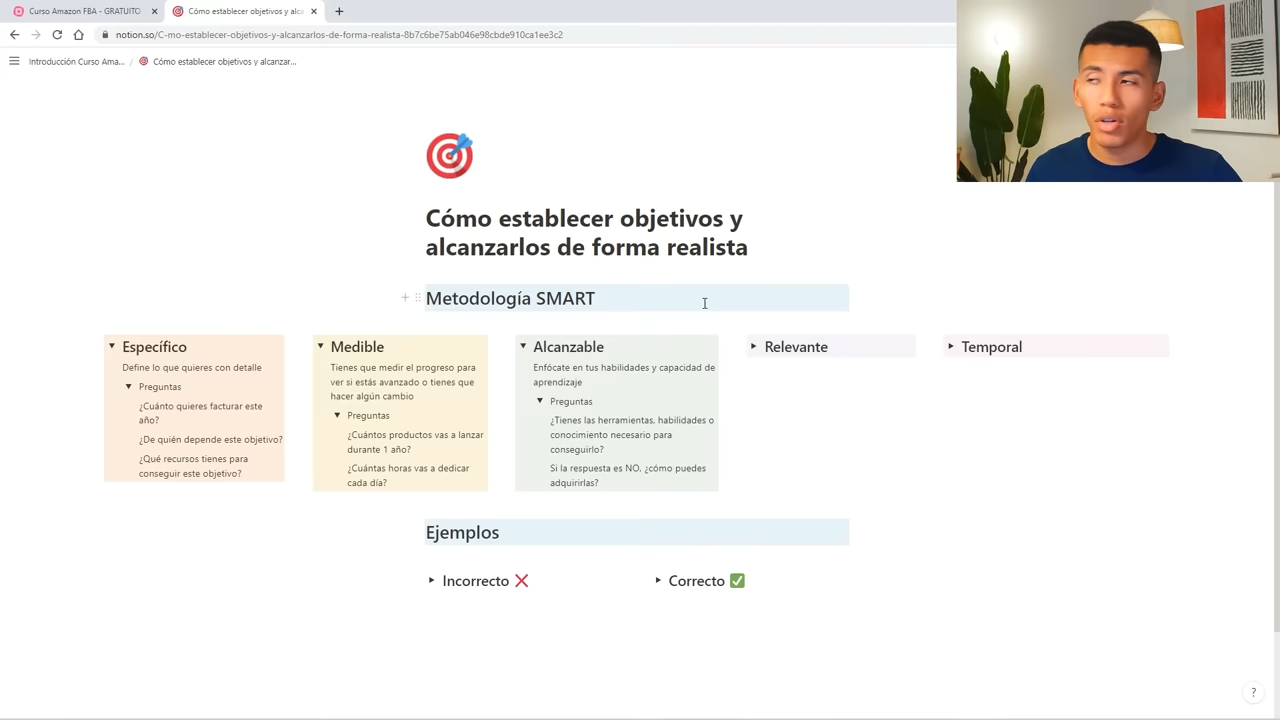 Curso Amazon FBA - GRATUITO
Cómo establecer objetivos y alc
notion.so/C-mo-establecer-objetivos-y-alcanzarlos-de-forma-realista-8b7c6be75ab046e98cbde910ca1ee3c2
Introducción Curso Ama... / Cómo establecer objetivos y alcanzar...
Cómo establecer objetivos y
alcanzarlos de forma realista
Metodología SMART
Específico
Define lo que quieres con detalle
Preguntas
¿Cuánto quieres facturar este
año?
¿De quién depende este objetivo?
¿Qué recursos tienes para
conseguir este objetivo?
Medible
Tienes que medir el progreso para
ver si estás avanzado o tienes que
hacer algún cambio
Preguntas
¿Cuántos productos vas a lanzar
durante 1 año?
¿Cuántas horas vas a dedicar
cada día?
Alcanzable
Enfócate en tus habilidades y capacidad de
aprendizaje
Preguntas
¿Tienes las herramientas, habilidades o
conocimiento necesario para
conseguirlo?
Si la respuesta es NO, ¿cómo puedes
adquirirlas?
Relevante
Temporal
Ejemplos
Incorrecto ❌
Correcto ✅
?